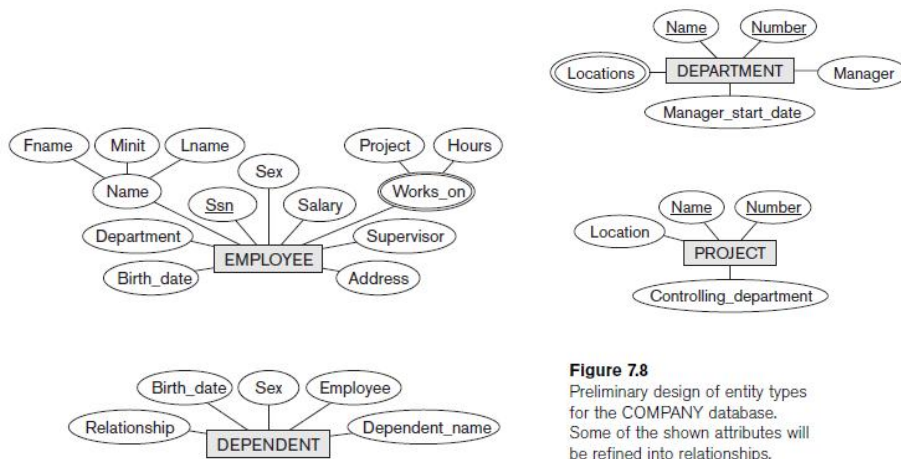 Name Number
Locations DEPARTMENT Manager
Manager_start_date
Fname Minit Lname Project Hours
Sex
Name Works_on
Ssn Salary
Department Supervisor
EMPLOYEE
Birth_date Address
Name Number
Location
PROJECT
Controlling_department
Birth_date Sex Employee
Relationship Dependent_name
DEPENDENT
Figure 7.8
Preliminary design of entity types
for the COMPANY database.
Some of the shown attributes will
be refined into relationships.